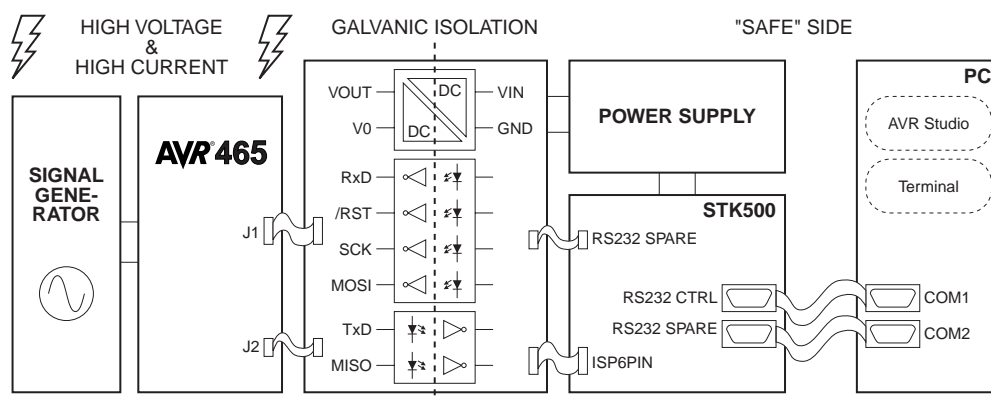 HIGH VOLTAGE
&
HIGH CURRENT
GALVANIC ISOLATION
"SAFE" SIDE
SIGNAL
GENE-
RATOR
AVR® 465
J1
J2
VOUT
V0
DC
DC
VIN
GND
RxD
/RST
SCK
MOSI
TxD
MISO
POWER SUPPLY
STK500
RS232 SPARE
RS232 CTRL
RS232 SPARE
ISP6PIN
PC
AVR Studio
Terminal
COM1
COM2